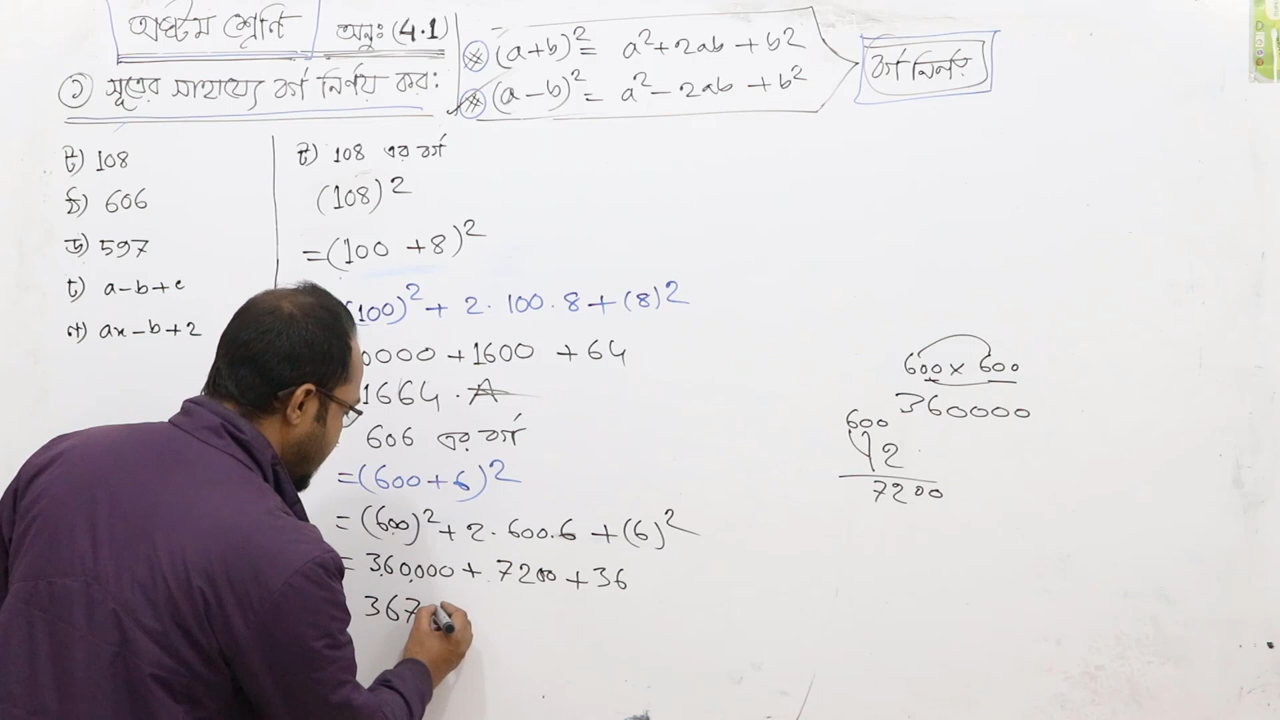 অষ্টম শ্রেণি অনুঃ (4.1)
১ সূত্রের সাহায্যে বর্গ নির্ণয় কর:
* (a+b)² = a²+2ab+b2
* (a-b)² = a²-2ab+b²
বর্গ নির্ণয়
ট) 108
ঠ) 606
ড) 597
ঢ) a-b+c
ণ) ax-b+2
ট) 108 এর বর্গ
(108)2
=(100+8)2
100)2+ 2.100.8+(8)2
0000+1600+64
1664. A
606 এর বর্গ
=(600+6)2
=(600)2+2.600.6+(6)2
= 360,000+7200+36
367
600x600
360000
600
12
7200